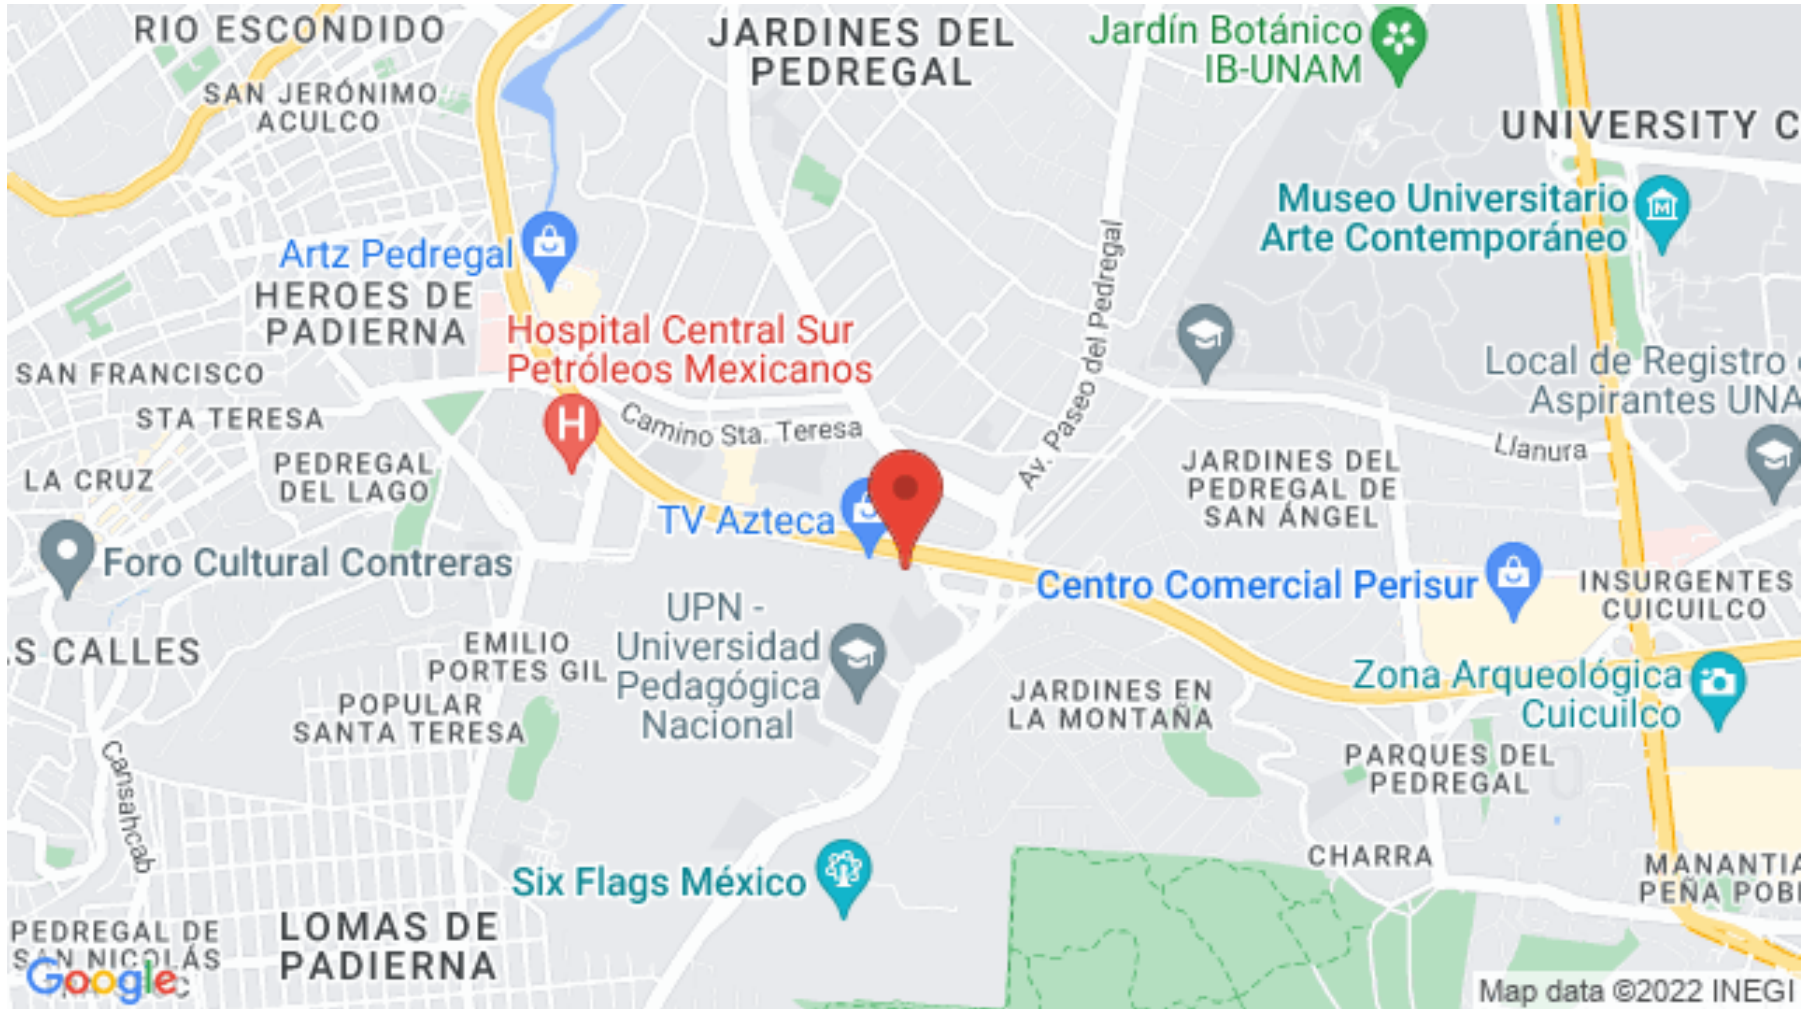 RIO ESCONDIDO
JARDINES DEL
PEDREGAL
Jardín Botánico
IB-UNAM
SAN JERÓNIMO
ACULCO
UNIVERSITY C
Museo Universitario
Arte Contemporáneo
Artz Pedregal
HEROES DE
PADIERNA
Av. Paseo del Pedregal
Hospital Central Sur
Petróleos Mexicanos
H
SAN FRANCISCO
STA TERESA
Camino Sta. Teresa
Local de Registro
Aspirantes UNA
Llanura
LA CRUZ
PEDREGAL
DEL LAGO
JARDINES DEL
PEDREGAL DE
SAN ÁNGEL
TV Azteca
Foro Cultural Contreras
Centro Comercial Perisur
INSURGENTES
CUICUILCO
UPN -
Universidad
Pedagógica
Nacional
S CALLES
EMILIO
PORTES GIL
POPULAR
SANTA TERESA
JARDINES EN
LA MONTAÑA
Zona Arqueológica
Cuicuilco
PARQUES DEL
PEDREGAL
Cansahcab
Six Flags México
CHARRA
MANANTIA
PEÑA POB
PEDREGAL DE
SAN NICOLÁS
LOMAS DE
PADIERNA
Google
Map data ©2022 INEGI